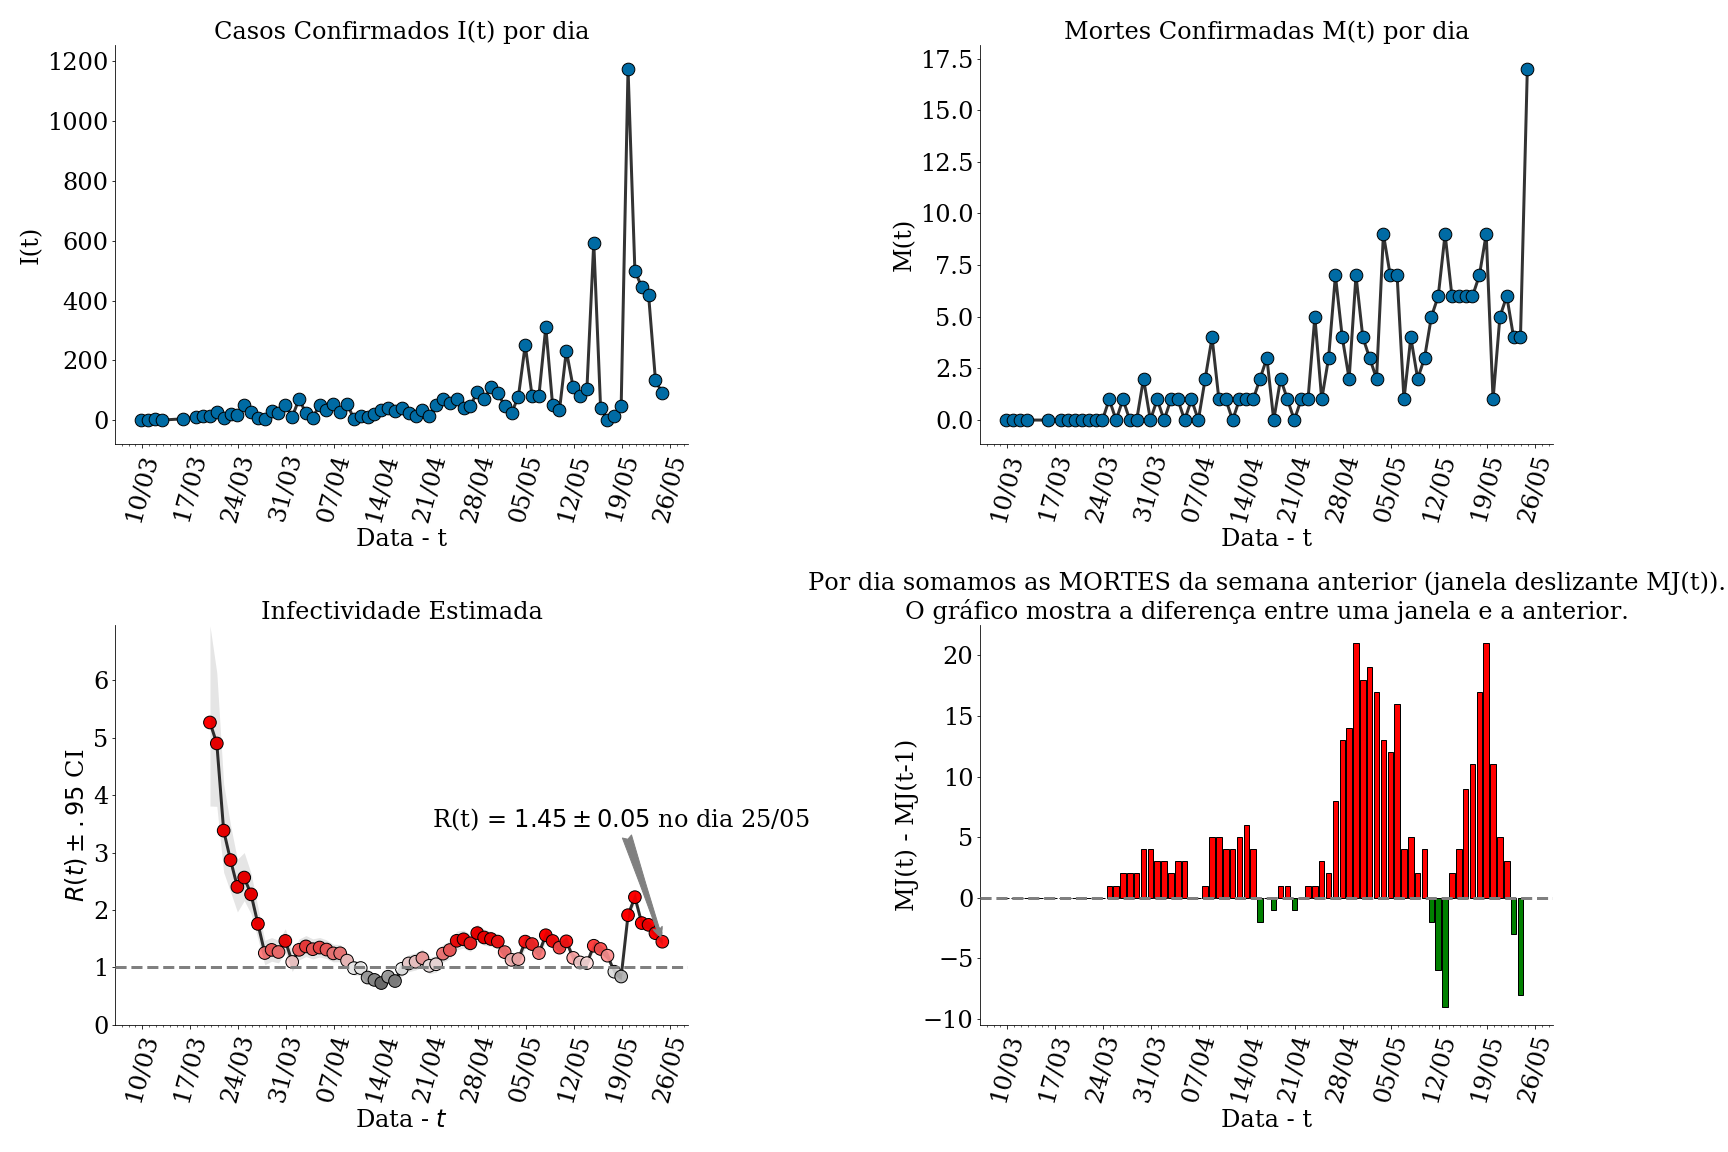 Casos Confirmados I(t) por dia
1200
1000
800
600
400
200
0
I(t)
10/03 17/03 24/03 31/03 07/04 14/04 21/04 28/04 05/05 12/05 19/05 26/05
Data - t
Mortes Confirmadas M(t) por dia
17.5
15.0
12.5
10.0
7.5
5.0
2.5
0.0
M(t)
10/03 17/03 24/03 31/03 07/04 14/04 21/04 28/04 05/05 12/05 19/05 26/05
Data - t
Infectividade Estimada
6
5
4
3
2
1
0
R(t) ± .95 CI
R(t) = 1.45 ± 0.05 no dia 25/05
10/03 17/03 24/03 31/03 07/04 14/04 21/04 28/04 05/05 12/05 19/05 26/05
Data - t
Por dia somamos as MORTES da semana anterior (janela deslizante MJ(t)).
O gráfico mostra a diferença entre uma janela e a anterior.
20
15
10
5
0
−5
−10
MJ(t) - MJ(t-1)
10/03 17/03 24/03 31/03 07/04 14/04 21/04 28/04 05/05 12/05 19/05 26/05
Data - t